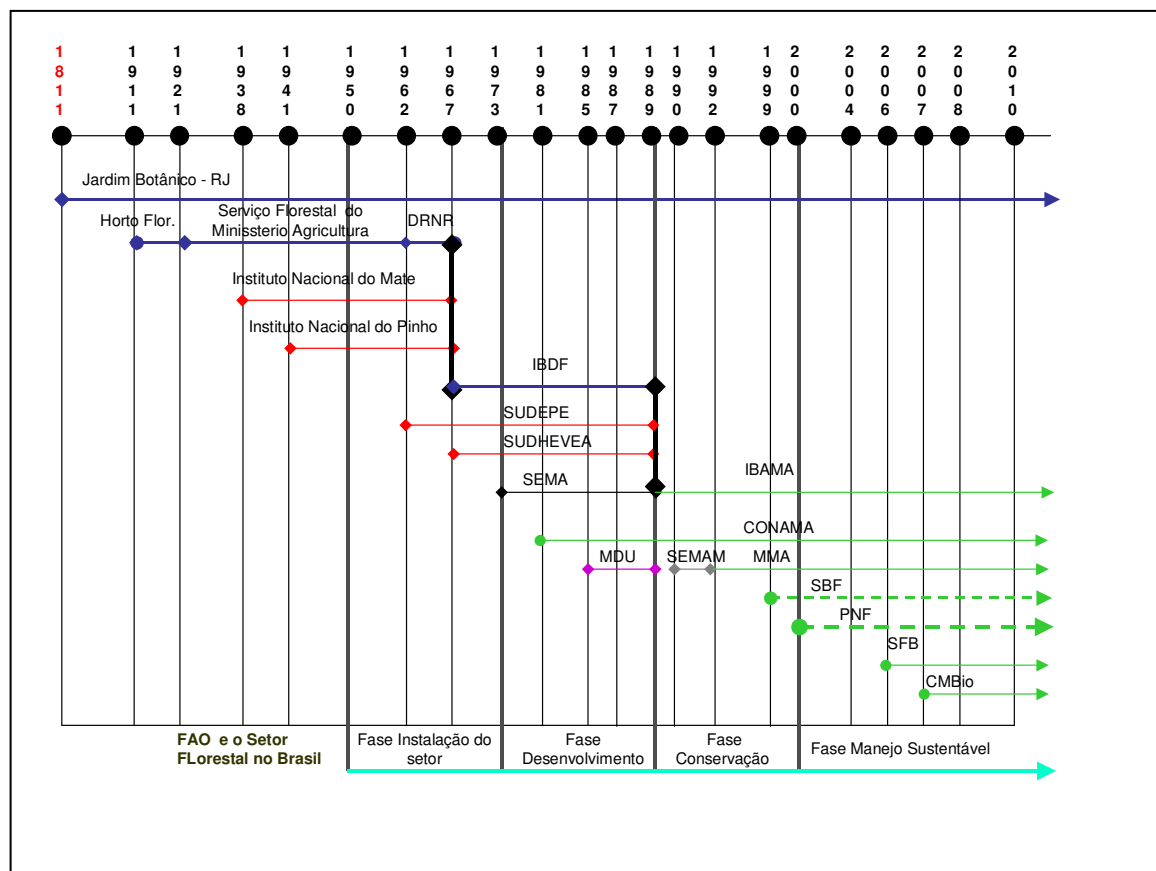 1811 1911 1921 1938 1941 1950 1962 1967 1973 1981 1985 1987 1989 1990 1992 1999 2000 2004 2006 2007 2008 2010
Jardim Botânico - RJ
Horto Flor.
Serviço Florestal do
Minissterio Agricultura
DRNR
Instituto Nacional do Mate
Instituto Nacional do Pinho
IBDF
SUDEPE
SUDHEVEA
IBAMA
SEMA
CONAMA
MDU
SEMAM
MMA
SBF
PNF
SFB
CMBio
FAO e o Setor
FLorestal no Brasil
Fase Instalação do
setor
Fase
Desenvolvimento
Fase
Conservação
Fase Manejo Sustentável